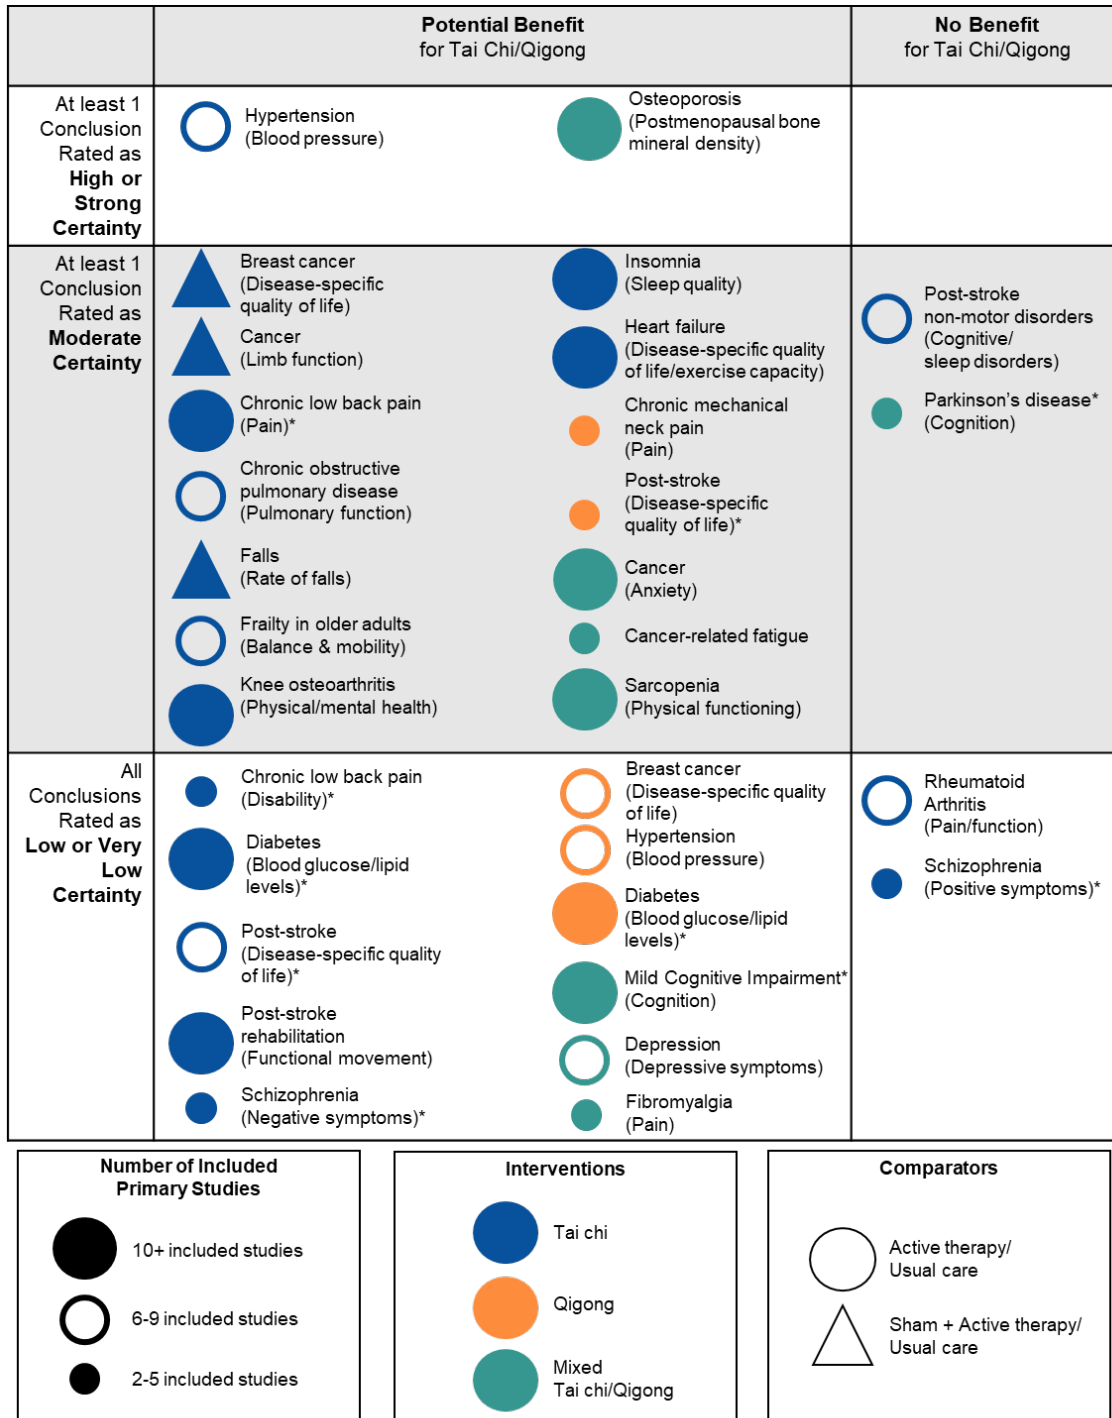 Potential Benefit
for Tai Chi/Qigong
No Benefit
for Tai Chi/Qigong
At least 1
Conclusion
Rated as
High or
Strong
Certainty
Hypertension
(Blood pressure)
Osteoporosis
(Postmenopausal bone
mineral density)
At least 1
Conclusion
Rated as
Moderate
Certainty
Breast cancer
(Disease-specific
quality of life)
Cancer
(Limb function)
Chronic low back pain
(Pain)*
Chronic obstructive
pulmonary disease
(Pulmonary function)
Falls
(Rate of falls)
Frailty in older adults
(Balance & mobility)
Knee osteoarthritis
(Physical/mental health)
Insomnia
(Sleep quality)
Heart failure
(Disease-specific quality
of life/exercise capacity)
Chronic mechanical
neck pain
(Pain)
Post-stroke
(Disease-specific
quality of life)*
Cancer
(Anxiety)
Cancer-related fatigue
Sarcopenia
(Physical functioning)
Post-stroke
non-motor disorders
(Cognitive/
sleep disorders)
Parkinson's disease*
(Cognition)
All
Conclusions
Rated as
Low or Very
Low
Certainty
Chronic low back pain
(Disability)*
Diabetes
(Blood glucose/lipid
levels)*
Post-stroke
(Disease-specific quality
of life)*
Post-stroke
rehabilitation
(Functional movement)
Schizophrenia
(Negative symptoms)*
Breast cancer
(Disease-specific quality
of life)
Hypertension
(Blood pressure)
Diabetes
(Blood glucose/lipid
levels)*
Mild Cognitive Impairment*
(Cognition)
Depression
(Depressive symptoms)
Fibromyalgia
(Pain)
Rheumatoid
Arthritis
(Pain/function)
Schizophrenia
(Positive symptoms)*
Number of Included
Primary Studies
10+ included studies
6-9 included studies
2-5 included studies
Interventions
Tai chi
Qigong
Mixed
Tai chi/Qigong
Comparators
Active therapy/
Usual care
Sham + Active therapy/
Usual care